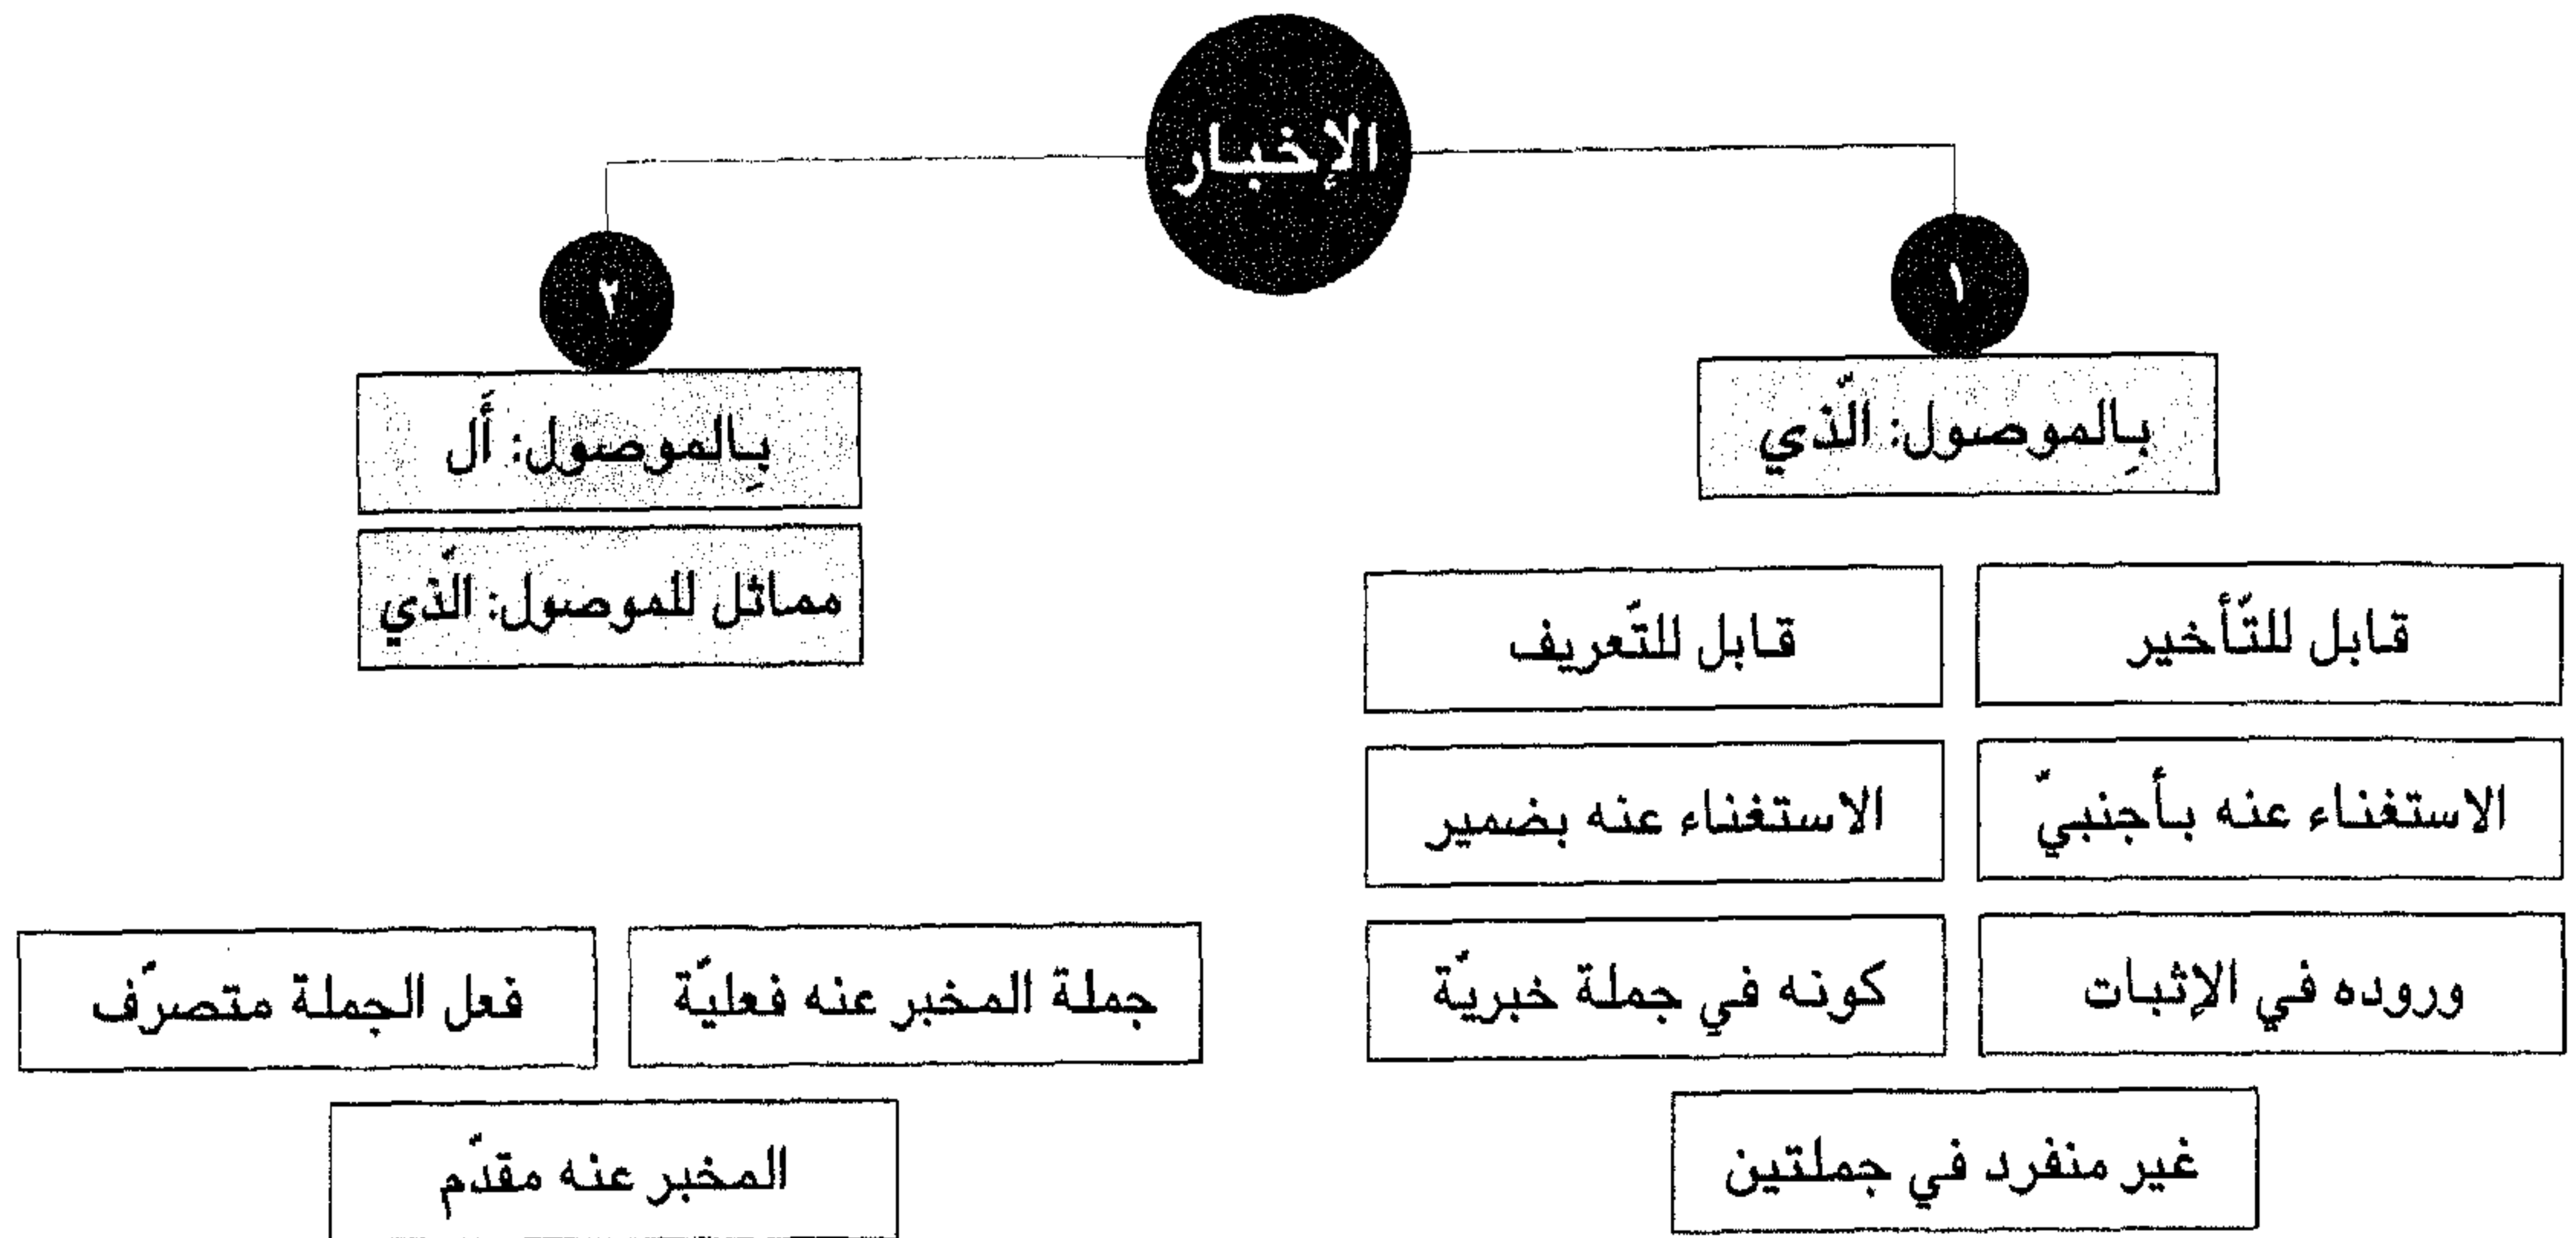 الإخبار
١
بِالموصول: الّذي
قابل للتّأخير
قابل للتّعريف
الاستغناء عنه بأجنبيّ
الاستغناء عنه بضمير
وروده في الإثبات
كونه في جملة خبريّة
غير منفرد في جملتين
٢
بِالموصول: أَل
مماثل للموصول: الّذي
جملة المخبر عنه فعليّة
فعل الجملة متصرّف
المخبر عنه مقدّم